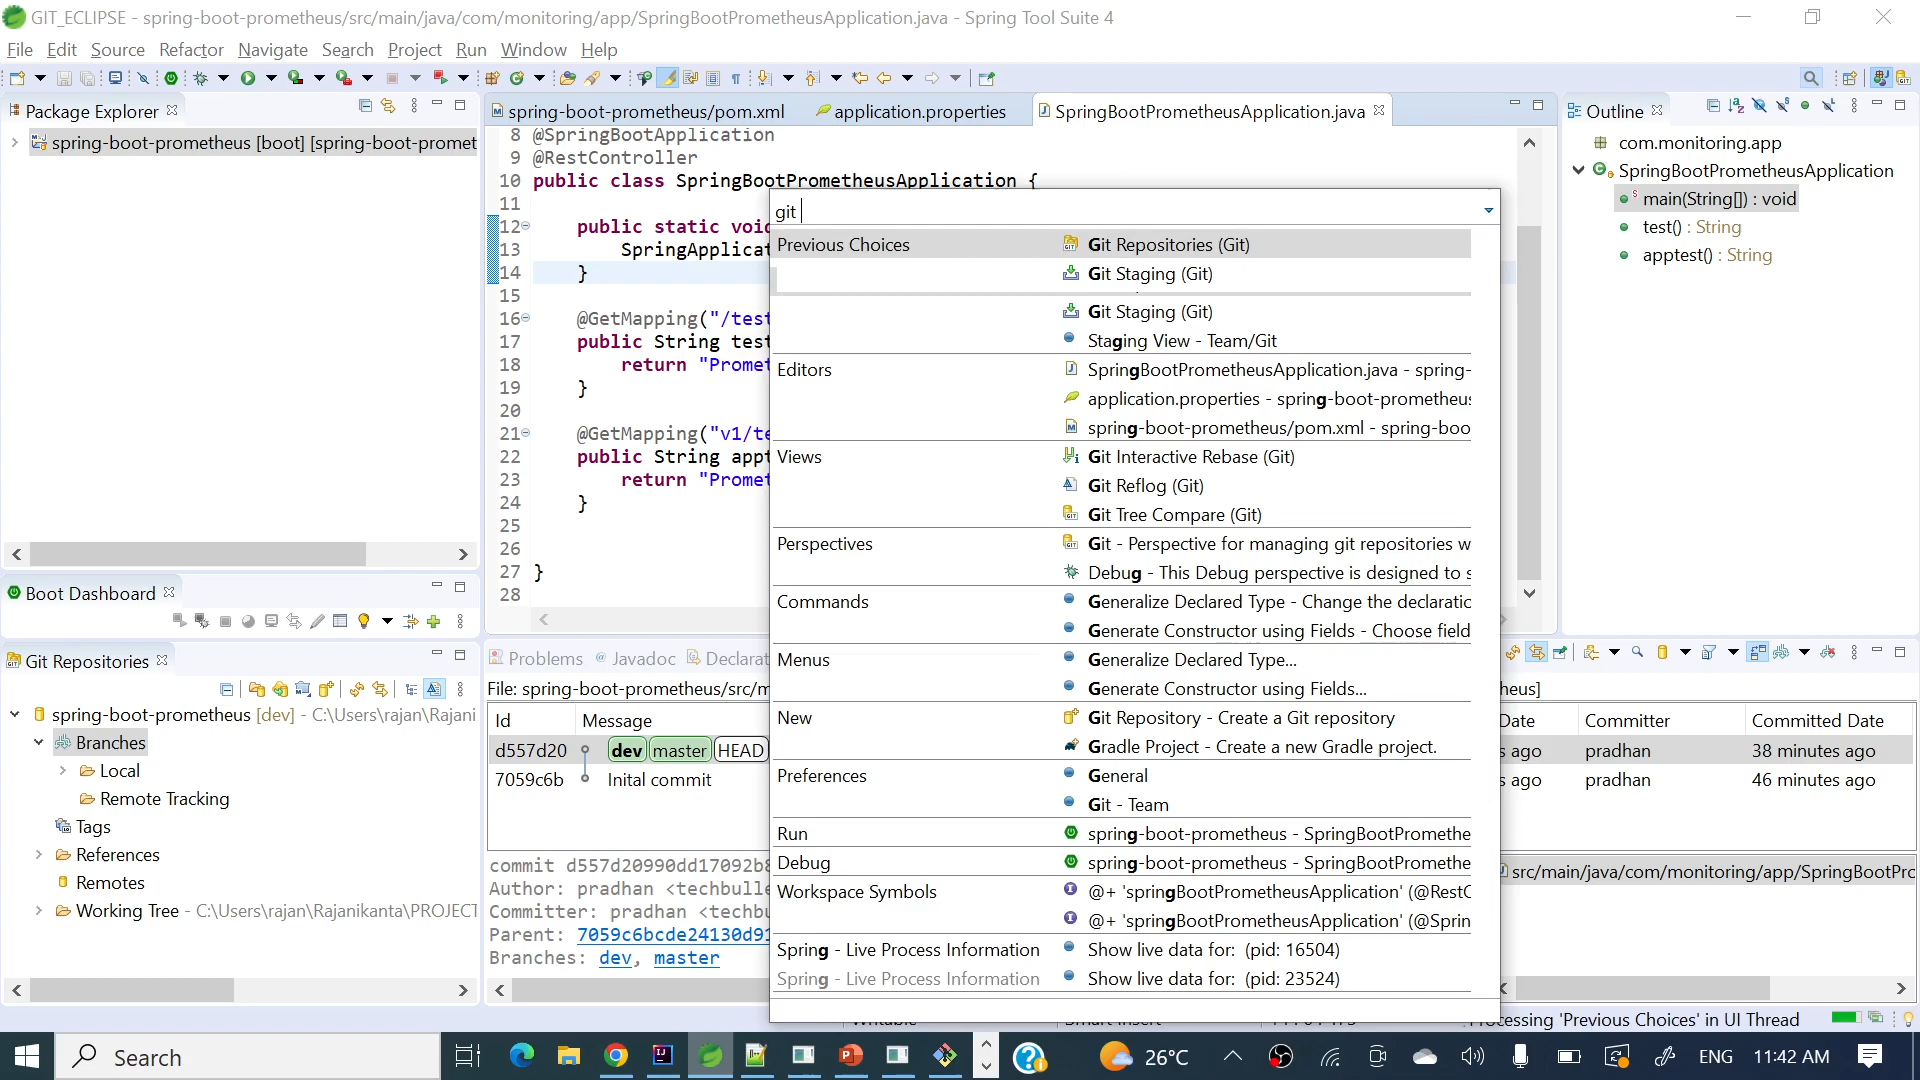 GIT_ECLIPSE - spring-boot-prometheus/src/main/java/com/monitoring/app/SpringBootPrometheusApplication.java - Spring Tool Suite 4
File Edit Source Refactor Navigate Search Project Run Window Help
Package Explorer
spring-boot-prometheus [boot] [spring-boot-promet
spring-boot-prometheus/pom.xml
application.properties
SpringBootPrometheusApplication.java
8 @SpringBootApplication
9 @RestController
10 public class SpringBootPrometheusApplication {
11
12 public static void
13 SpringApplicat
14 }
15
16 @GetMapping("/test
17 public String test
18 return "Promet
19 }
20
21 @GetMapping("v1/te
22 public String appt
23 return "Promet
24 }
25
26
27 }
28
git
Previous Choices
Git Repositories (Git)
Git Staging (Git)
Git Staging (Git)
Staging View - Team/Git
Editors
SpringBootPrometheusApplication.java - spring-
application.properties - spring-boot-prometheus
spring-boot-prometheus/pom.xml - spring-boo
Views
Git Interactive Rebase (Git)
Git Reflog (Git)
Git Tree Compare (Git)
Perspectives
Git - Perspective for managing git repositories w
Debug - This Debug perspective is designed to s
Commands
Generalize Declared Type - Change the declaratio
Generate Constructor using Fields - Choose field
Menus
Generalize Declared Type...
Generate Constructor using Fields...
New
Git Repository - Create a Git repository
Gradle Project - Create a new Gradle project.
Preferences
General
Git - Team
Run
spring-boot-prometheus - SpringBootPromethe
Debug
spring-boot-prometheus - SpringBootPromethe
Workspace Symbols
@+ 'springBootPrometheusApplication' (@RestC
@+ 'springBootPrometheusApplication' (@Sprin
Spring - Live Process Information
Show live data for: (pid: 16504)
Spring - Live Process Information
Show live data for: (pid: 23524)
Outline
com.monitoring.app
SpringBootPrometheusApplication
main(String[]) : void
test() : String
apptest() : String
Boot Dashboard
Git Repositories
spring-boot-prometheus [dev] - C:\Users\rajan\Rajani
Branches
Local
Remote Tracking
Tags
References
Remotes
Working Tree - C:\Users\rajan\Rajanikanta\PROJECT
Problems
Javadoc
Declarat
File: spring-boot-prometheus/src/m
heus]
Id Message
Date Committer Committed Date
d557d20 dev master HEAD
s ago pradhan 38 minutes ago
7059c6b Inital commit
s ago pradhan 46 minutes ago
commit d557d20990dd17092b8
Author: pradhan <techbulle
Committer: pradhan <techbu
Parent: 7059c6bcde24130d91
Branches: dev, master
src/main/java/com/monitoring/app/SpringBootPro
cessing 'Previous Choices' in UI Thread
Search
26°C
ENG
11:42 AM